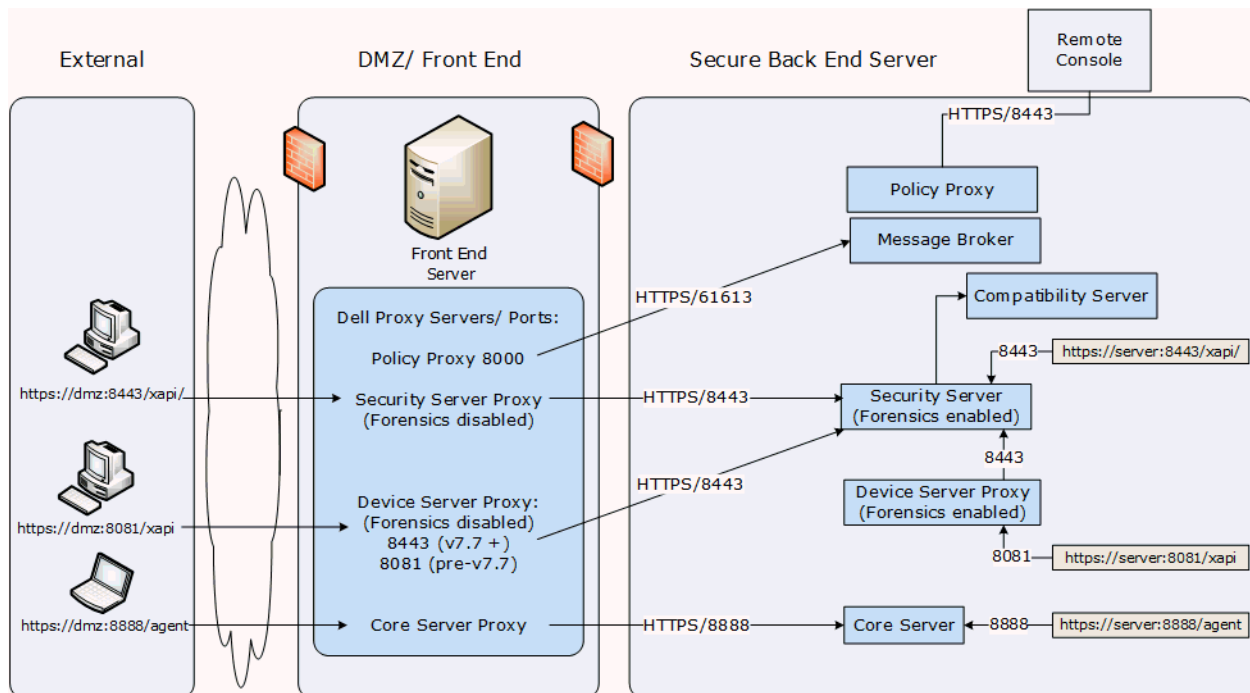 External
DMZ/ Front End
Secure Back End Server
Remote
Console
HTTPS/8443
Policy Proxy
Message Broker
Front End
Server
HTTPS/61613
Compatibility Server
Dell Proxy Servers/ Ports:
Policy Proxy 8000
8443
https://server:8443/xapi/
https://dmz:8443/xapi/
Security Server Proxy
(Forensics disabled)
HTTPS/8443
Security Server
(Forensics enabled)
8443
HTTPS/8443
Device Server Proxy
(Forensics enabled)
https://dmz:8081/xapi
Device Server Proxy:
(Forensics disabled)
8443 (v7.7 +)
8081 (pre-v7.7)
8081
https://server:8081/xapi
https://dmz:8888/agent
Core Server Proxy
HTTPS/8888
Core Server
8888
https://server:8888/agent